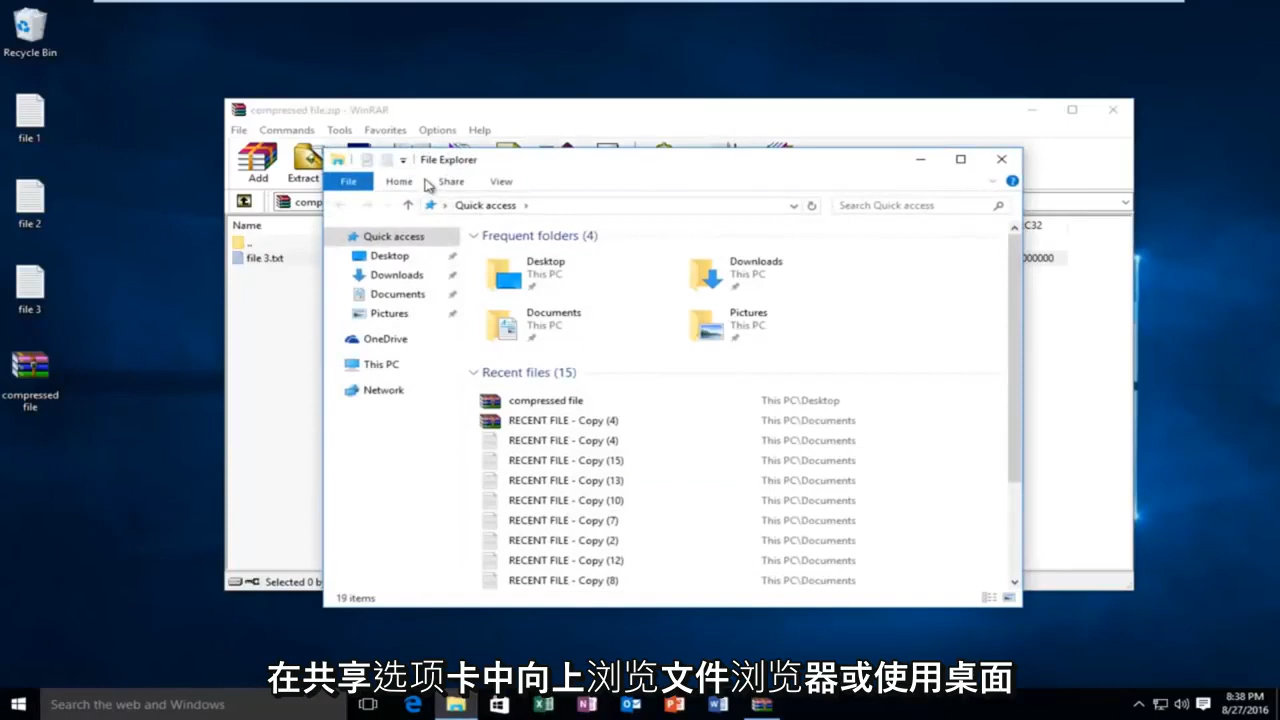 Recycle Bin
file 1
file 2
file 3
compressed
file
compressed file.zip - WinRAR
File Commands Tools Favorites Options Help
Add
Extract
comp
Name
CRC32
..
file 3.txt
000000
Selected 0 b
File Explorer
File Home Share View
Quick access
Search Quick access
Quick access
Desktop
Downloads
Documents
Pictures
OneDrive
This PC
Network
Frequent folders (4)
Desktop
This PC
Downloads
This PC
Documents
This PC
Pictures
This PC
Recent files (15)
compressed file This PC\Desktop
RECENT FILE - Copy (4) This PC\Documents
RECENT FILE - Copy (4) This PC\Documents
RECENT FILE - Copy (15) This PC\Documents
RECENT FILE - Copy (13) This PC\Documents
RECENT FILE - Copy (10) This PC\Documents
RECENT FILE - Copy (7) This PC\Documents
RECENT FILE - Copy (2) This PC\Documents
RECENT FILE - Copy (12) This PC\Documents
RECENT FILE - Copy (8) This PC\Documents
19 items
在共享选项卡中向上浏览文件浏览器或使用桌面
Search the web and Windows
8:38 PM
8/27/2016